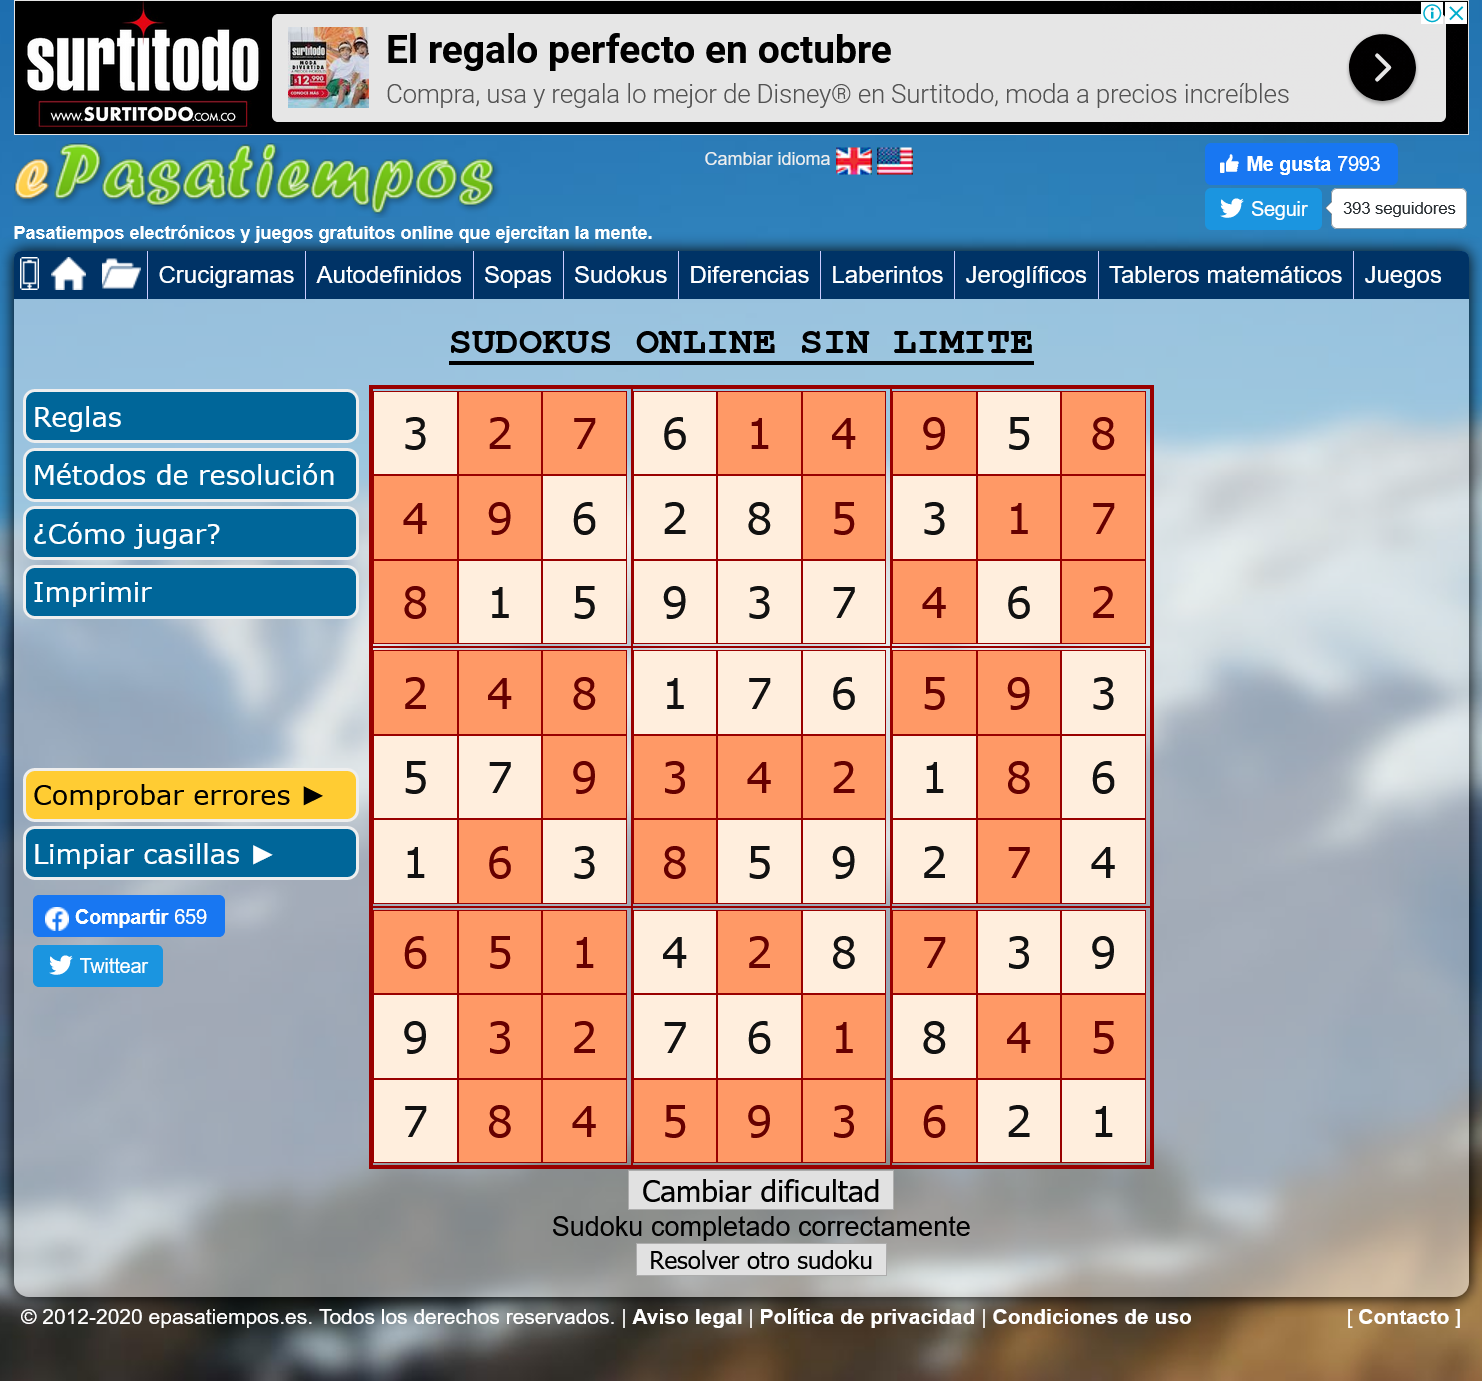 surtitodo
www.SURTITODO.COM.CO
El regalo perfecto en octubre
Compra, usa y regala lo mejor de Disney® en Surtitodo, moda a precios increíbles
ePasatiempos
Cambiar idioma
Me gusta 7993
Seguir
393 seguidores
Pasatiempos electrónicos y juegos gratuitos online que ejercitan la mente.
Crucigramas Autodefinidos Sopas Sudokus Diferencias Laberintos Jeroglíficos Tableros matemáticos Juegos
SUDOKUS ONLINE SIN LIMITE
Reglas
Métodos de resolución
¿Cómo jugar?
Imprimir
Comprobar errores ►
Limpiar casillas ►
Compartir 659
Twittear
3 2 7 6 1 4 9 5 8
4 9 6 2 8 5 3 1 7
8 1 5 9 3 7 4 6 2
2 4 8 1 7 6 5 9 3
5 7 9 3 4 2 1 8 6
1 6 3 8 5 9 2 7 4
6 5 1 4 2 8 7 3 9
9 3 2 7 6 1 8 4 5
7 8 4 5 9 3 6 2 1
Cambiar dificultad
Sudoku completado correctamente
Resolver otro sudoku
© 2012-2020 epasatiempos.es. Todos los derechos reservados. | Aviso legal | Política de privacidad | Condiciones de uso [ Contacto ]